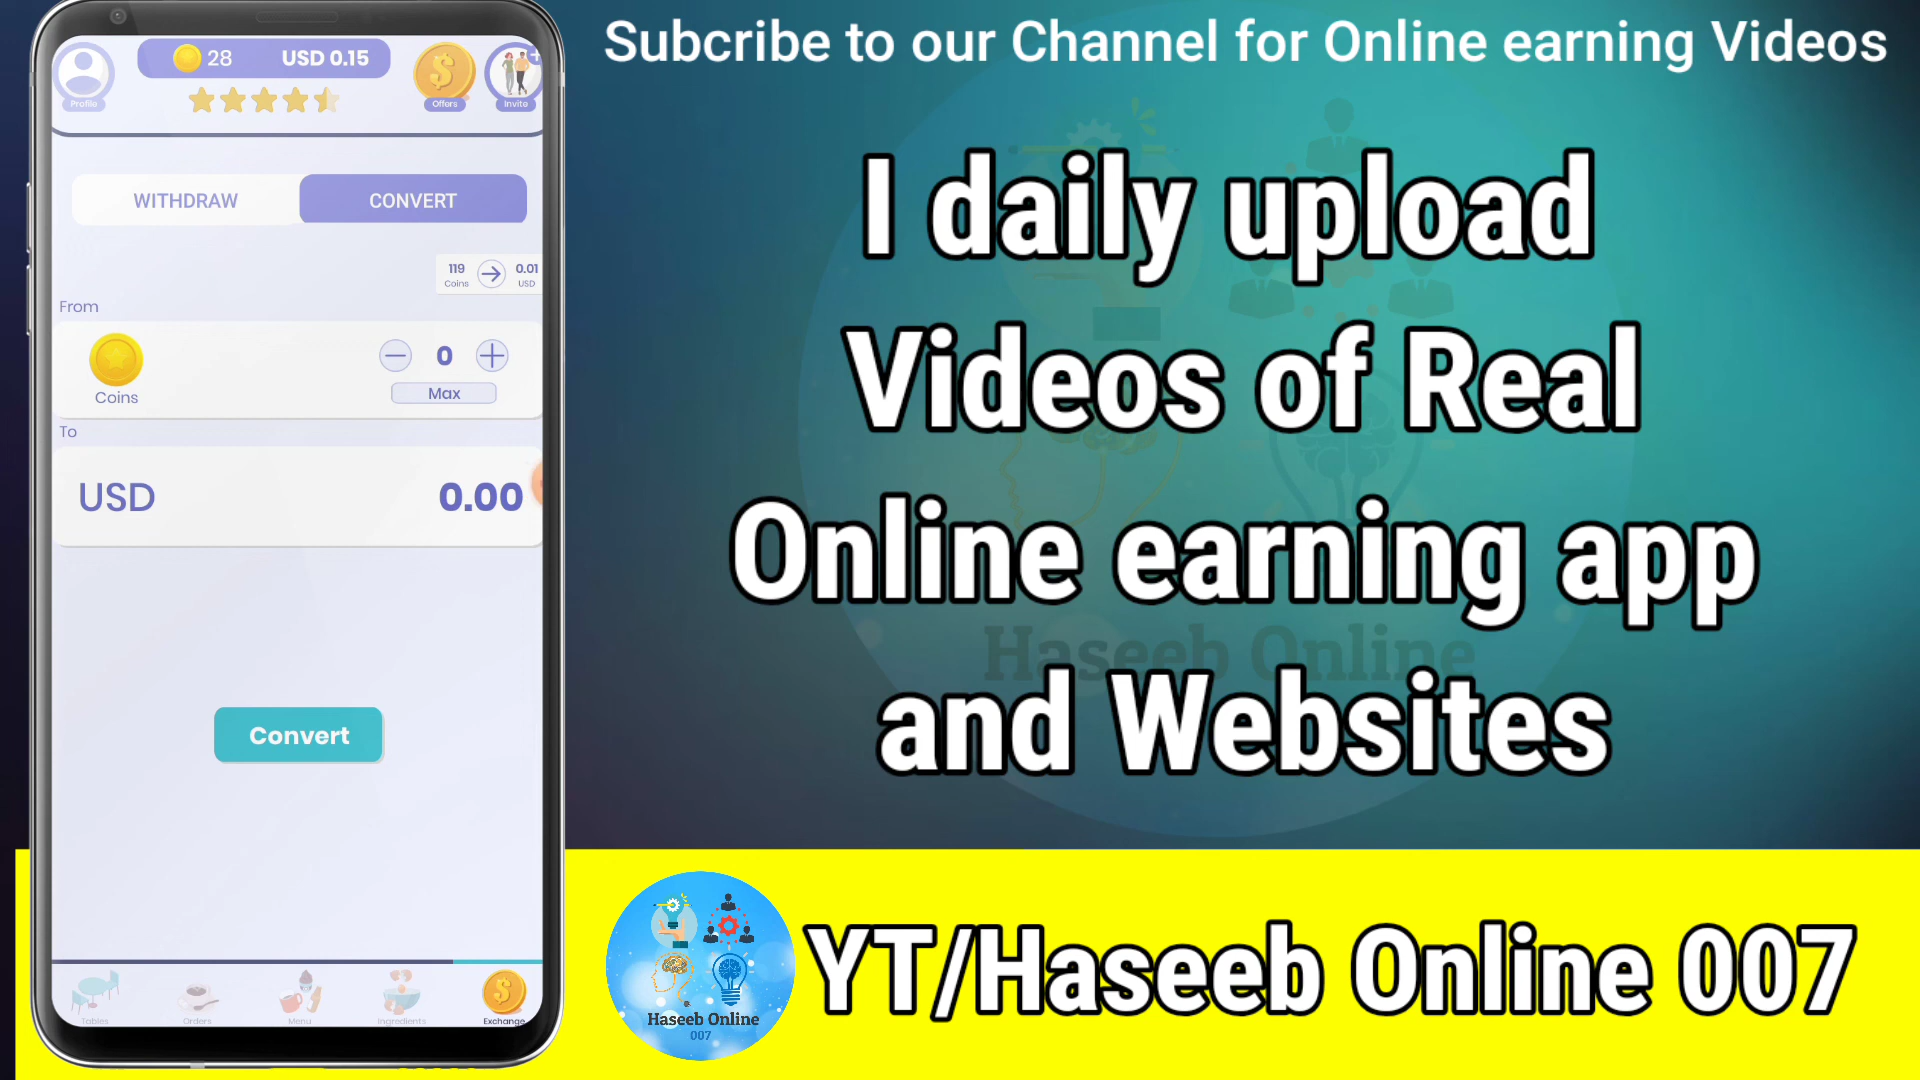 Subcribe to our Channel for Online earning Videos
28 USD 0.15
Profile
Offers
Invite
WITHDRAW CONVERT
119 Coins
0.01 USD
From
Coins
0
Max
To
USD 0.00
Convert
Tables Orders Menu Ingredients Exchange
I daily upload
Videos of Real
Online earning app
and Websites
Haseeb Online
Haseeb Online
007
YT/Haseeb Online 007